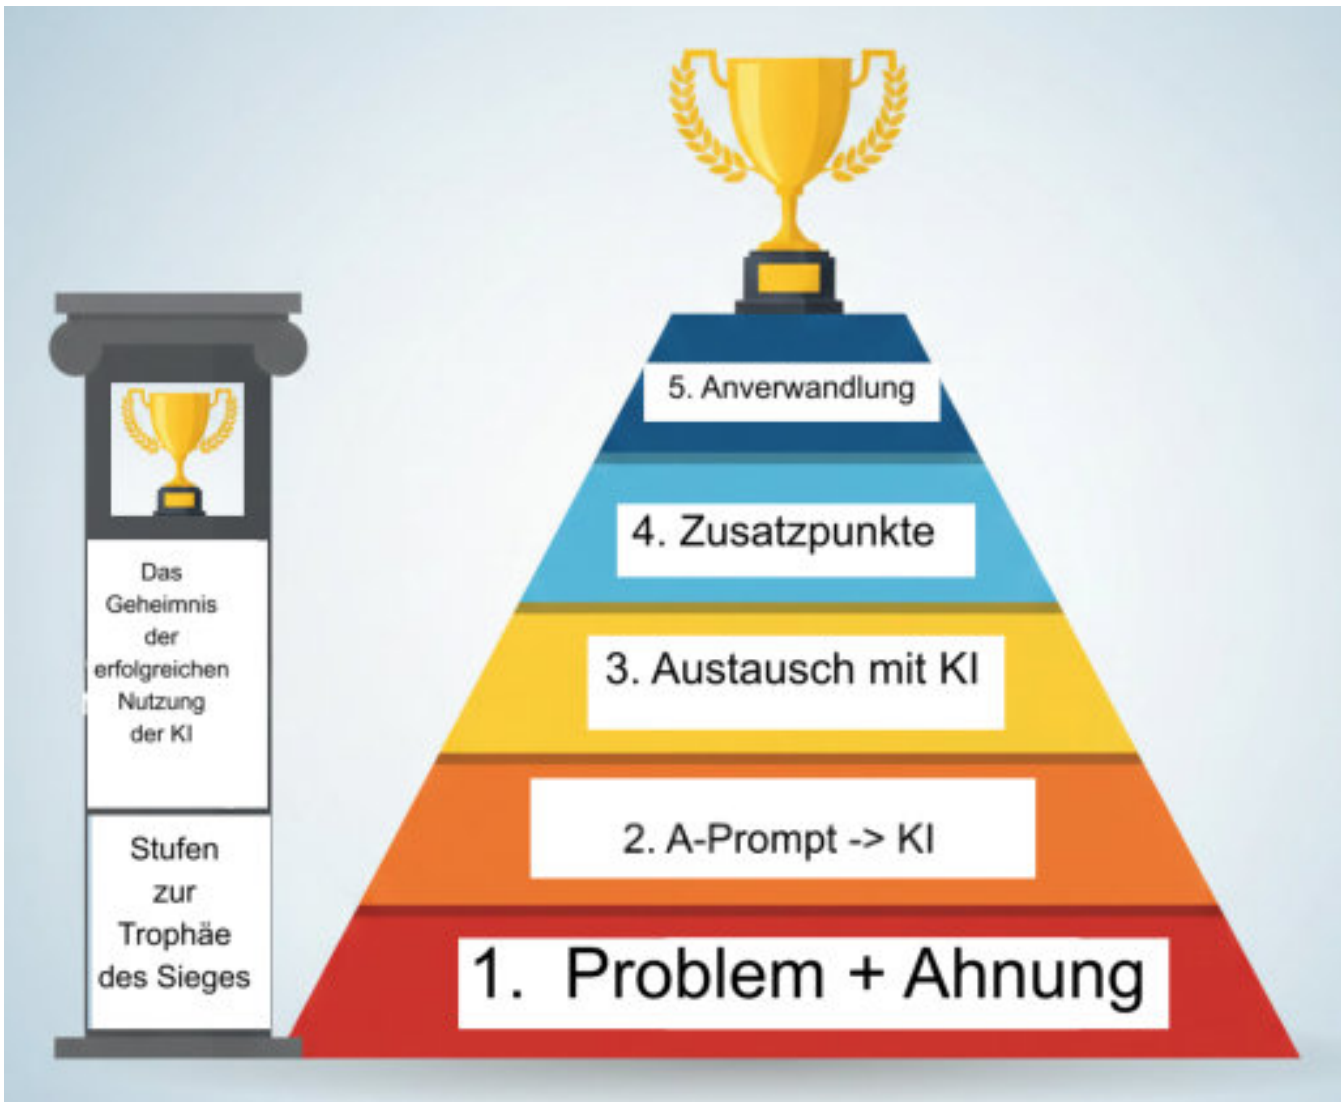 Das
Geheimnis
der
erfolgreichen
Nutzung
der KI
Stufen
zur
Trophäe
des Sieges
5. Anverwandlung
4. Zusatzpunkte
3. Austausch mit KI
2. A-Prompt -> KI
1. Problem + Ahnung